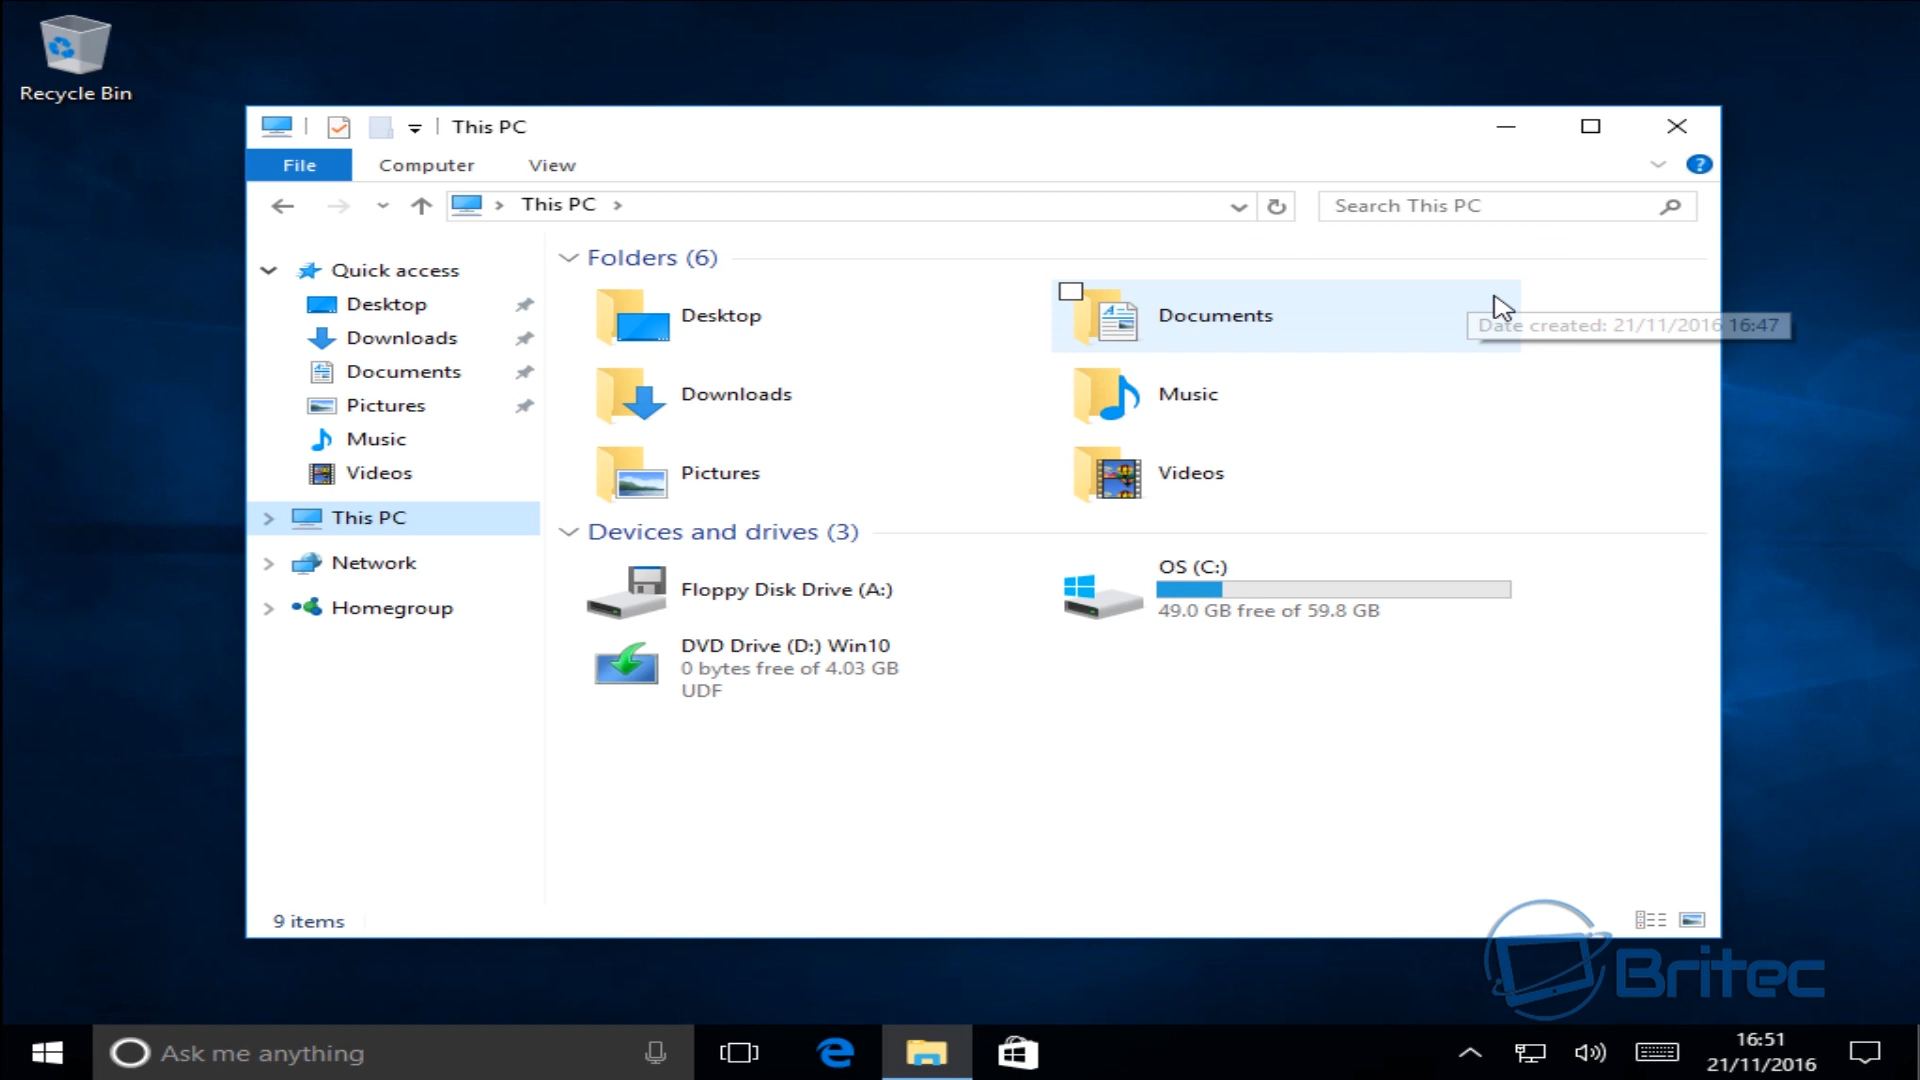 Recycle Bin
This PC
File Computer View
This PC
Search This PC
Quick access
Desktop
Downloads
Documents
Pictures
Music
Videos
This PC
Network
Homegroup
Folders (6)
Desktop
Documents
Date created: 21/11/2016 16:47
Downloads
Music
Pictures
Videos
Devices and drives (3)
Floppy Disk Drive (A:)
OS (C:)
49.0 GB free of 59.8 GB
DVD Drive (D:) Win10
0 bytes free of 4.03 GB
UDF
9 items
Britec
Ask me anything
16:51
21/11/2016